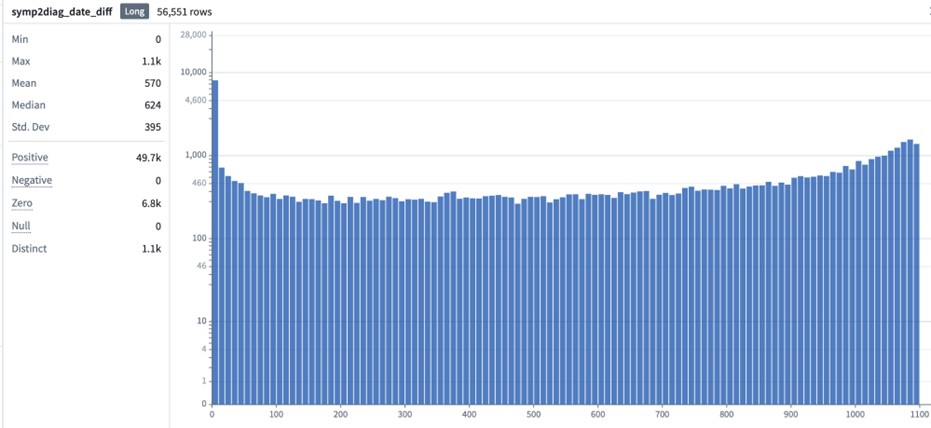 symp2diag_date_diff Long 56,551 rows
Min 0
Max 1.1k
Mean 570
Median 624
Std. Dev 395
Positive 49.7k
Negative 0
Zero 6.8k
Null 0
Distinct 1.1k
28,000
10,000
4,600
1,000
460
100
46
10
4
1
0
0 100 200 300 400 500 600 700 800 900 1000 1100